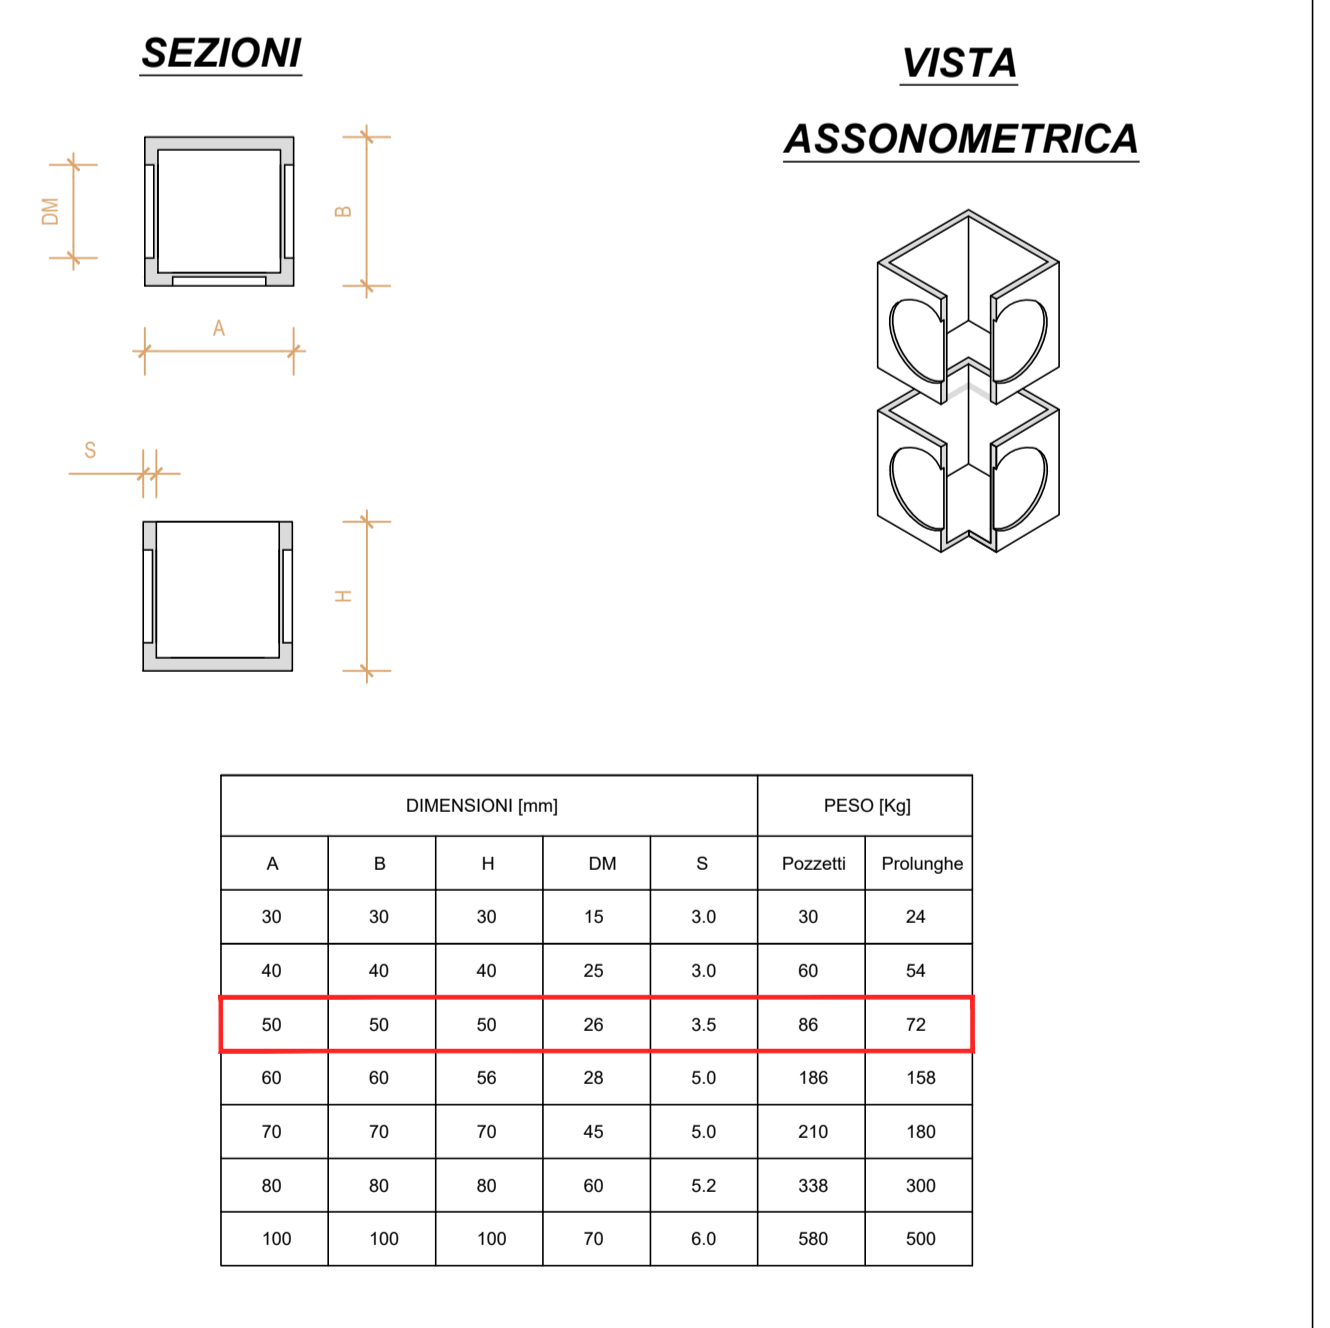 SEZIONI
VISTA
ASSONOMETRICA
DM
B
A
S
H
DIMENSIONI [mm] PESO [Kg]
A B H DM S Pozzetti Prolunghe
30 30 30 15 3.0 30 24
40 40 40 25 3.0 60 54
50 50 50 26 3.5 86 72
60 60 56 28 5.0 186 158
70 70 70 45 5.0 210 180
80 80 80 60 5.2 338 300
100 100 100 70 6.0 580 500